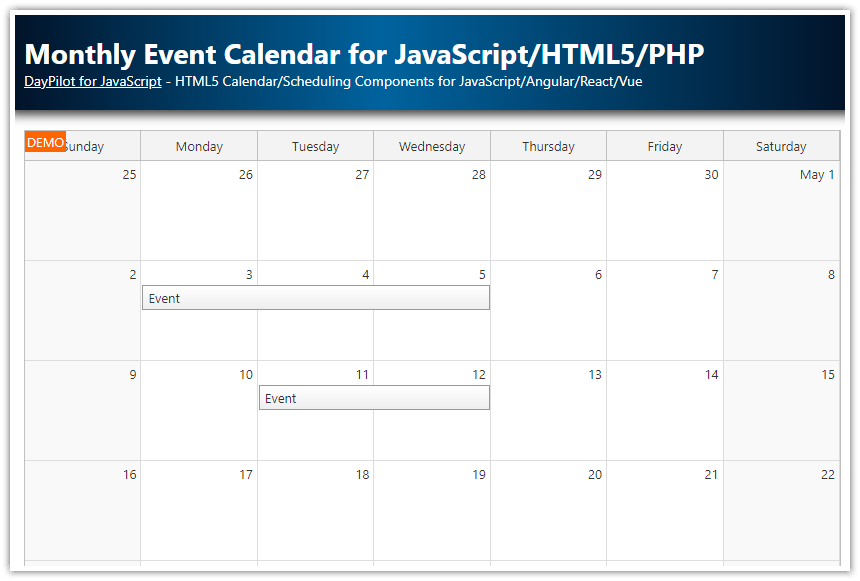 Monthly Event Calendar for JavaScript/HTML5/PHP
DayPilot for JavaScript - HTML5 Calendar/Scheduling Components for JavaScript/Angular/React/Vue
DEMO
Sunday Monday Tuesday Wednesday Thursday Friday Saturday
25 26 27 28 29 30 May 1
2 3 4 5 6 7 8
Event
9 10 11 12 13 14 15
Event
16 17 18 19 20 21 22